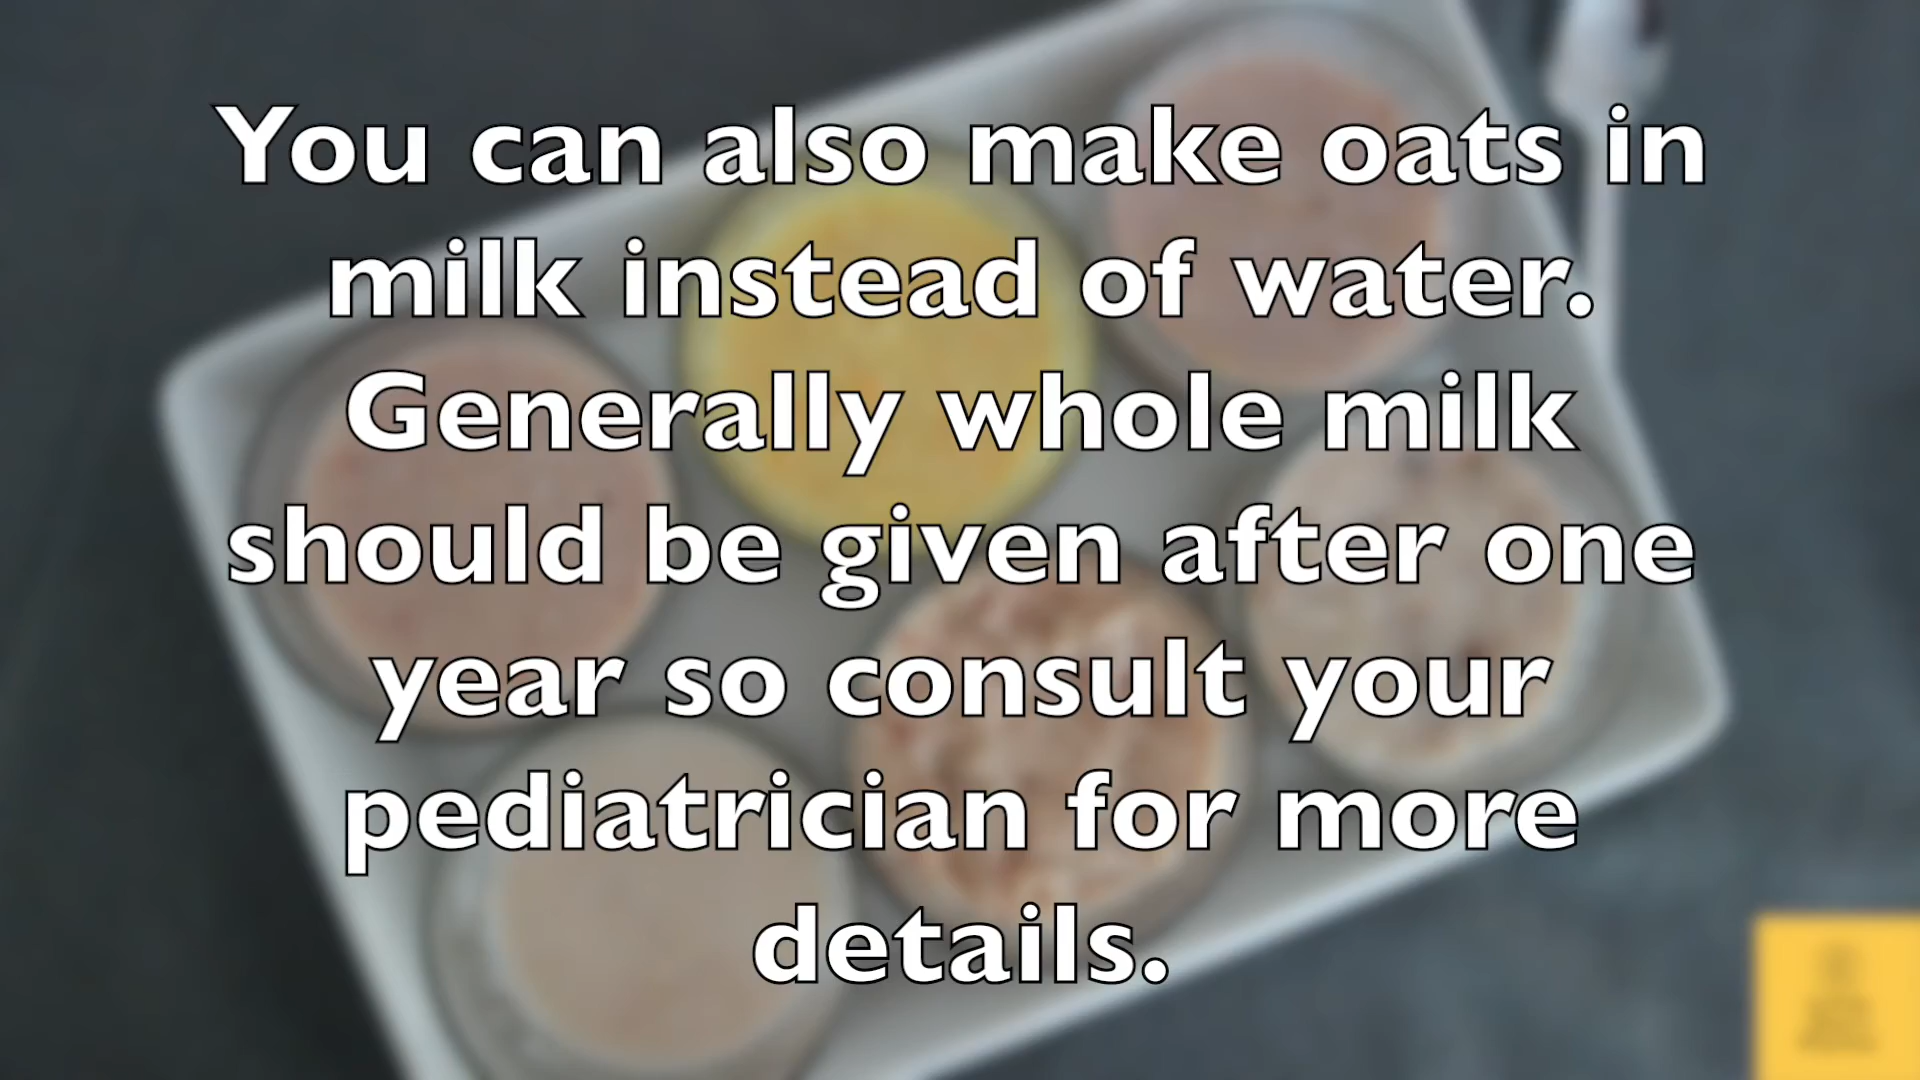 You can also make oats in
milk instead of water.
Generally whole milk
should be given after one
year so consult your
pediatrician for more
details.